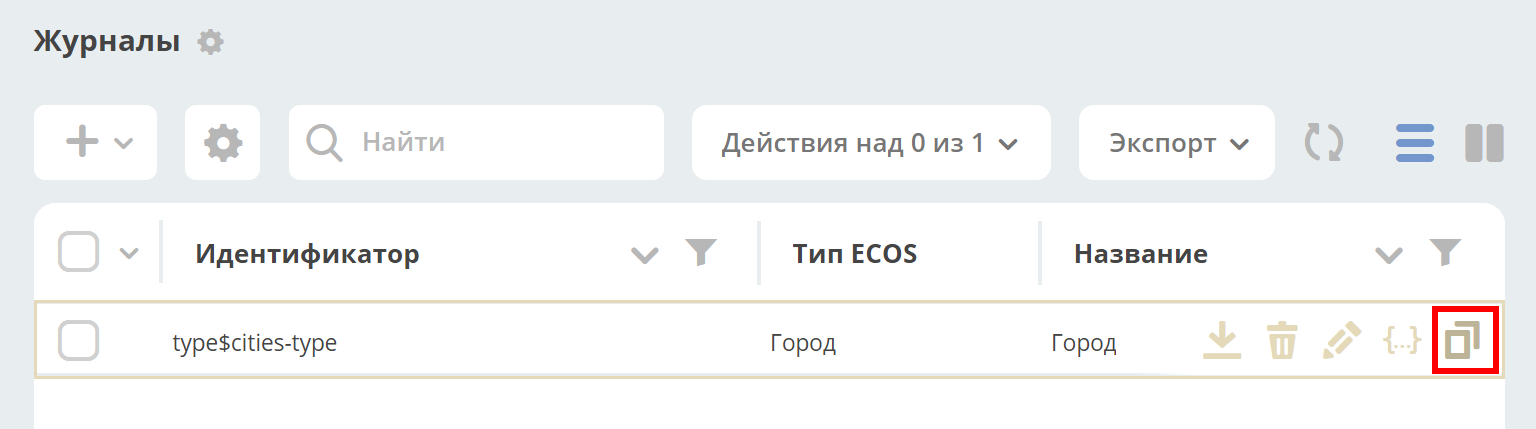 Журналы
Найти
Действия над 0 из 1
Экспорт
Идентификатор
Тип ECOS
Название
type$cities-type
Город
Город
{...}